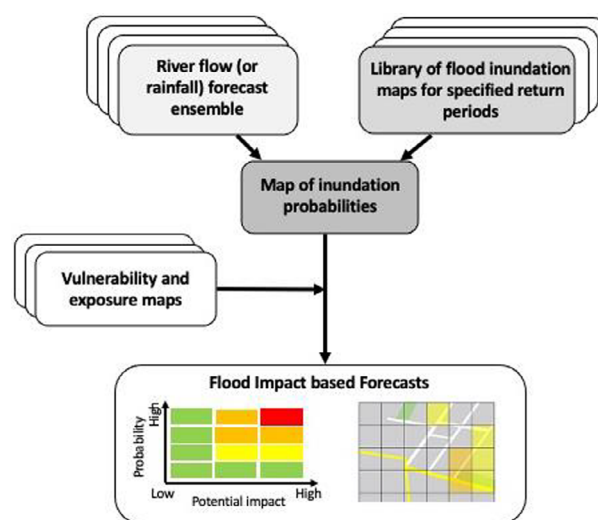 River flow (or
rainfall) forecast
ensemble
Library of flood inundation
maps for specified return
periods
Map of inundation
probabilities
Vulnerability and
exposure maps
Flood Impact based Forecasts
High
Probability
Low
Potential impact
High